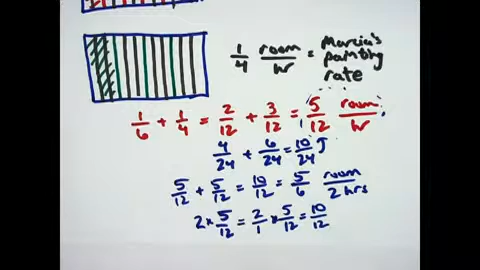 1/4 room/hr = Marcia's painting rate
1/6 + 1/4 = 2/12 + 3/12 = 5/12 room/hr
4/24 + 6/24 = 10/24
5/12 + 5/12 = 10/12 = 5/6 room/2 hrs
2 × 5/12 = 2/1 × 5/12 = 10/12